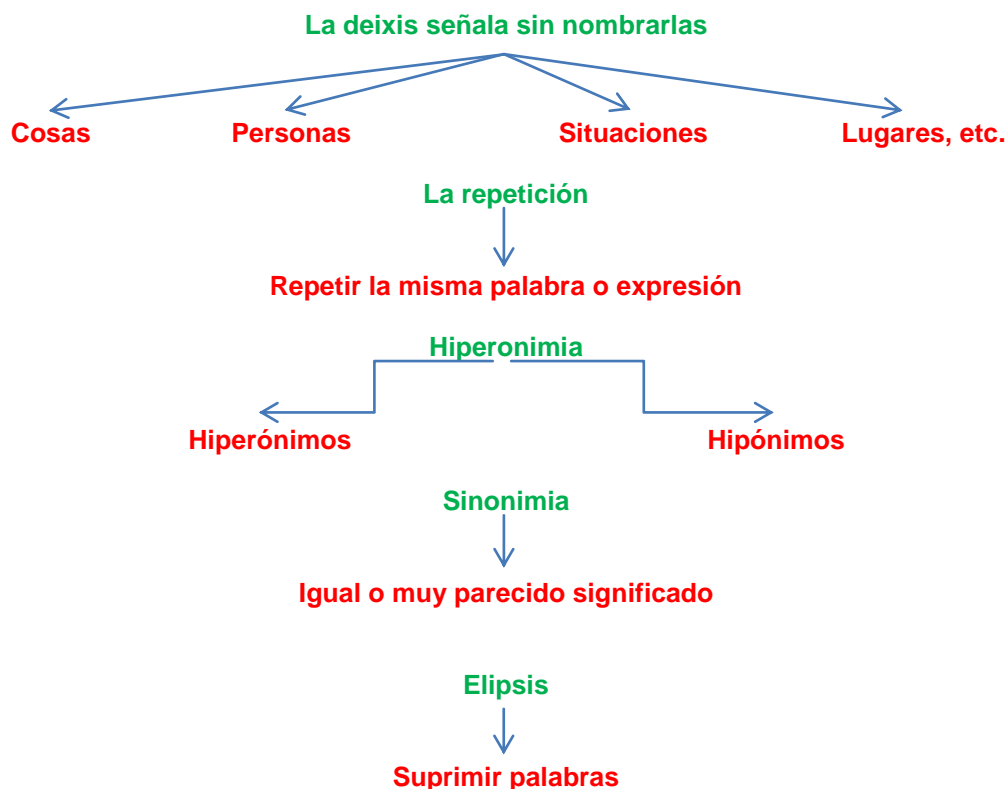 La deixis señala sin nombrarlas
Cosas Personas Situaciones Lugares, etc.
La repetición
Repetir la misma palabra o expresión
Hiperonimia
Hiperónimos Hipónimos
Sinonimia
Igual o muy parecido significado
Elipsis
Suprimir palabras